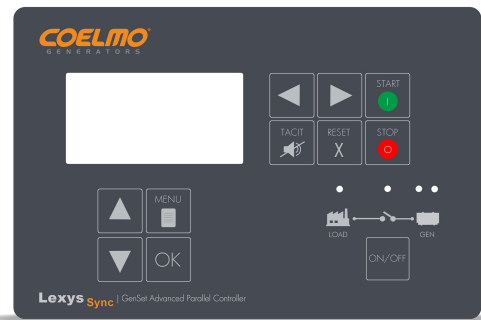 COELMO
GENERATORS
START
I
TACIT
RESET
STOP
X
O
MENU
LOAD
GEN
OK
ON/OFF
Lexys Sync | GenSet Advanced Parallel Controller